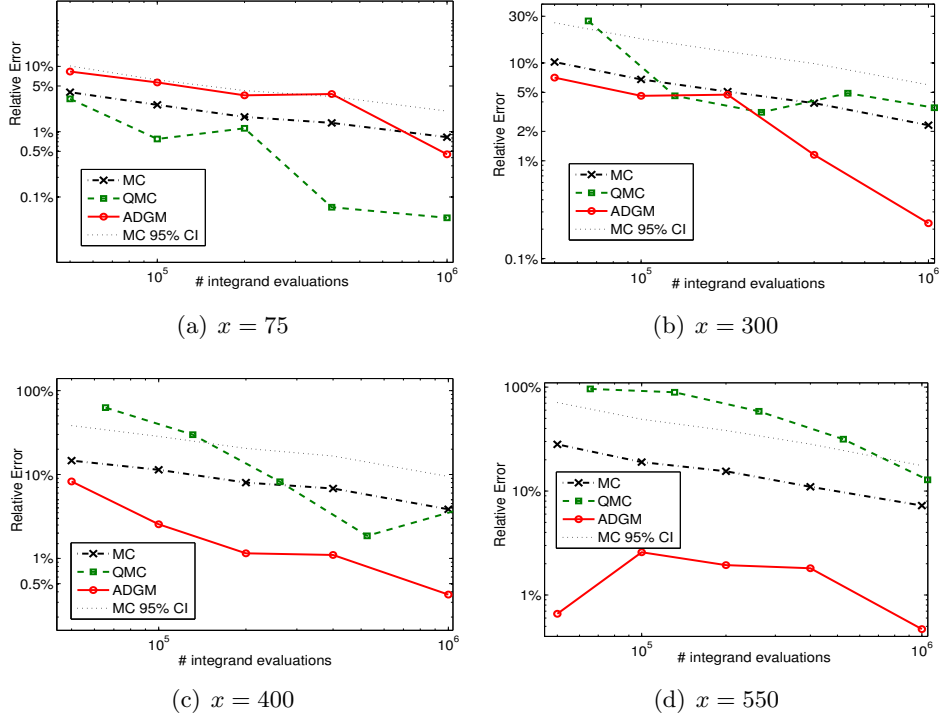 Relative Error
10%
5%
1%
0.5%
0.1%
MC
QMC
ADGM
MC 95% CI
10^5
10^6
# integrand evaluations
(a) x = 75
Relative Error
30%
10%
5%
2%
1%
0.1%
MC
QMC
ADGM
MC 95% CI
10^5
10^6
# integrand evaluations
(b) x = 300
Relative Error
100%
10%
1%
0.5%
MC
QMC
ADGM
MC 95% CI
10^5
10^6
# integrand evaluations
(c) x = 400
Relative Error
100%
10%
1%
MC
QMC
ADGM
MC 95% CI
10^5
10^6
# integrand evaluations
(d) x = 550